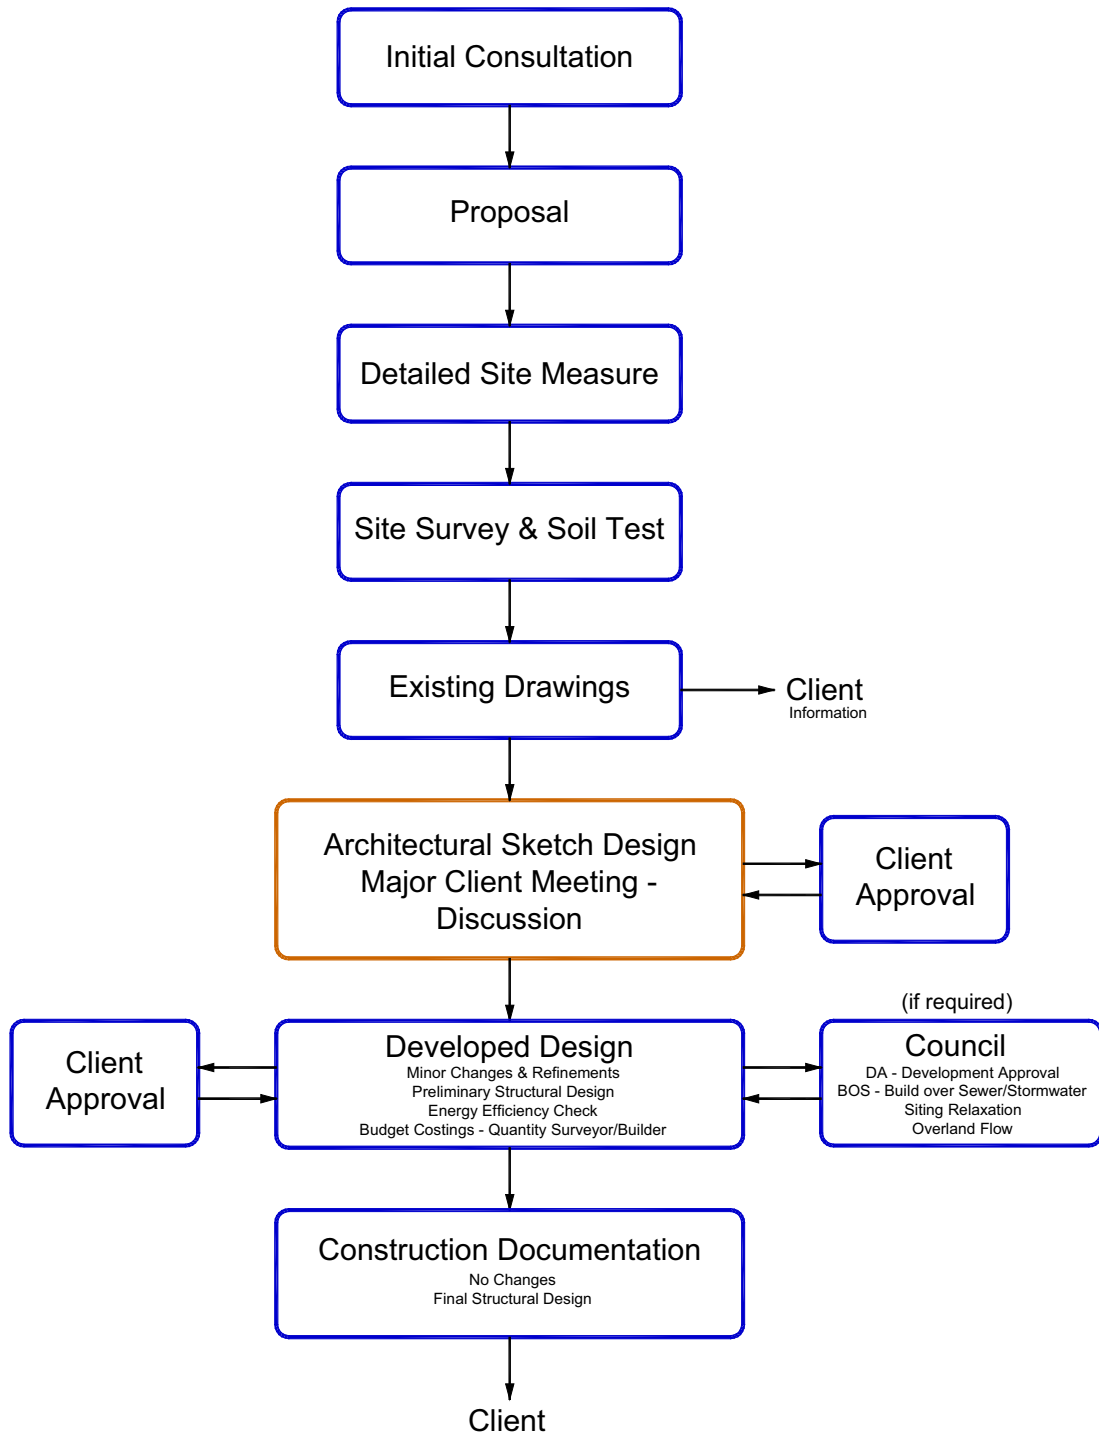 Initial Consultation
Proposal
Detailed Site Measure
Site Survey & Soil Test
Existing Drawings
Client
Information
Architectural Sketch Design
Major Client Meeting -
Discussion
Client
Approval
Client
Approval
Developed Design
Minor Changes & Refinements
Preliminary Structural Design
Energy Efficiency Check
Budget Costings - Quantity Surveyor/Builder
(if required)
Council
DA - Development Approval
BOS - Build over Sewer/Stormwater
Siting Relaxation
Overland Flow
Construction Documentation
No Changes
Final Structural Design
Client